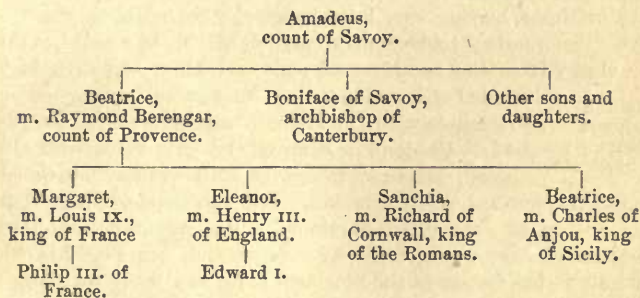 Amadeus,
count of Savoy.
Beatrice,
m. Raymond Berengar,
count of Provence.
Boniface of Savoy,
archbishop of
Canterbury.
Other sons and
daughters.
Margaret,
m. Louis IX.,
king of France
Philip III. of
France.
Eleanor,
m. Henry III.
of England.
Edward I.
Sanchia,
m. Richard of
Cornwall, king
of the Romans.
Beatrice,
m. Charles of
Anjou, king
of Sicily.